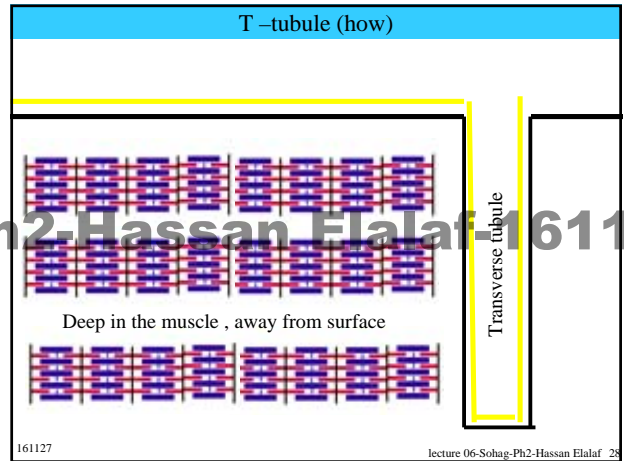 T –tubule (how)
h2-Hassan Elalaf-1611
Transverse tubule
Deep in the muscle , away from surface
161127
lecture 06-Sohag-Ph2-Hassan Elalaf 28